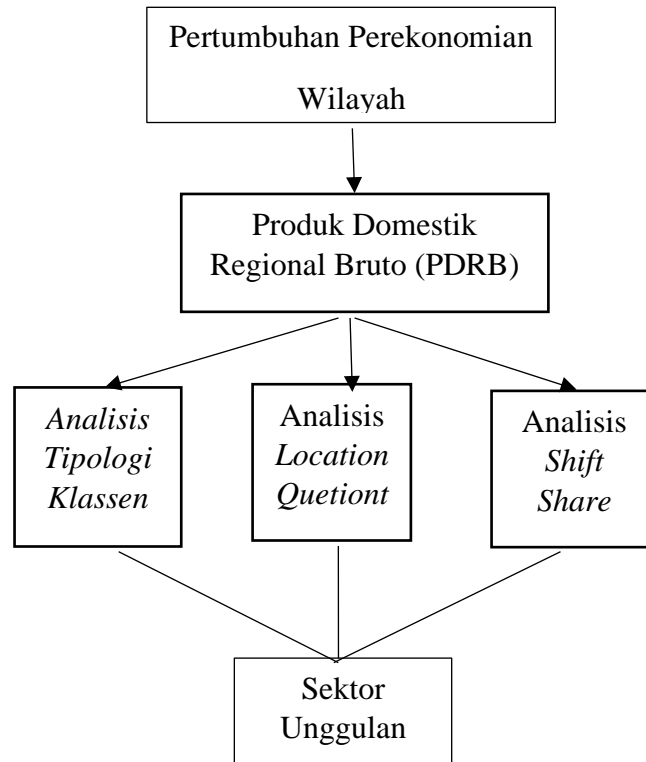 Pertumbuhan Perekonomian
Wilayah
Produk Domestik
Regional Bruto (PDRB)
Analisis
Tipologi
Klassen
Analisis
Location
Quetiont
Analisis
Shift
Share
Sektor
Unggulan